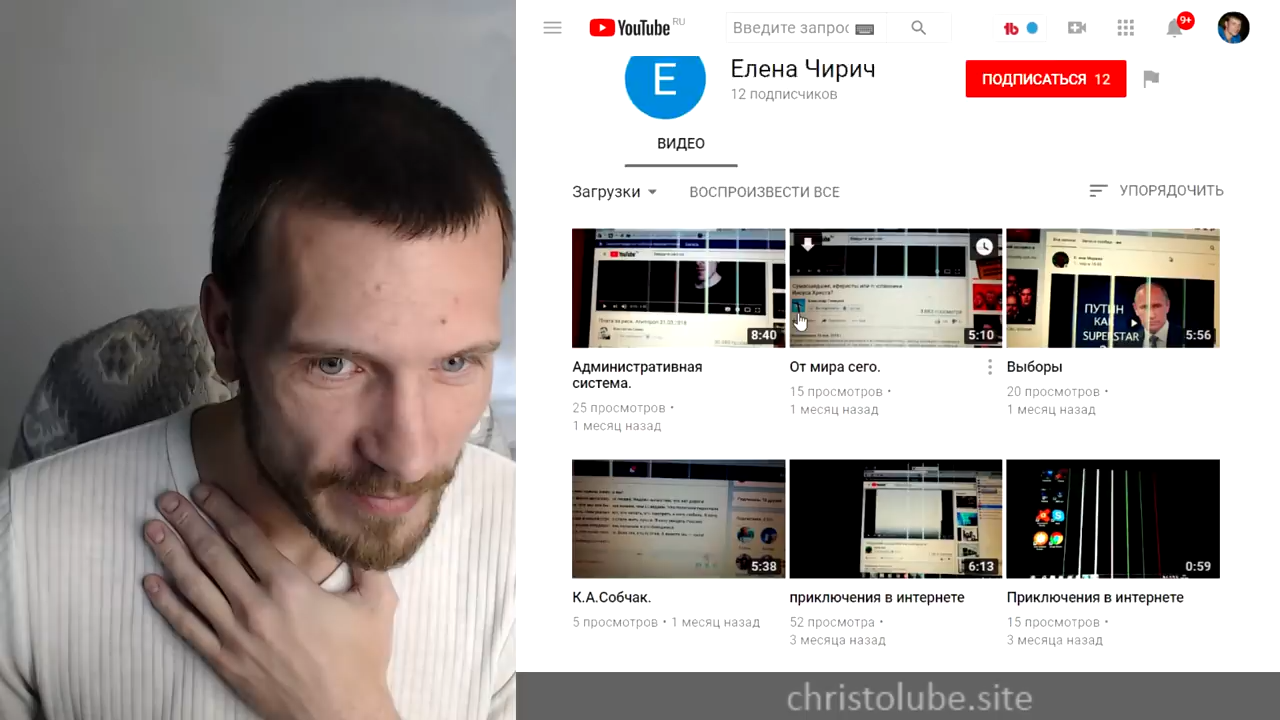 YouTube RU
Введите запрос
9+
Е
Елена Чирич
12 подписчиков
ПОДПИСАТЬСЯ 12
ВИДЕО
Загрузки
ВОСПРОИЗВЕСТИ ВСЕ
УПОРЯДОЧИТЬ
8:40
5:10
ПУТИН
КАК
SUPERSTAR
5:56
Административная
система.
25 просмотров •
1 месяц назад
От мира сего.
15 просмотров •
1 месяц назад
Выборы
20 просмотров •
1 месяц назад
5:38
6:13
0:59
К.А.Собчак.
5 просмотров • 1 месяц назад
приключения в интернете
52 просмотра •
3 месяца назад
Приключения в интернете
15 просмотров •
3 месяца назад
christolube.site